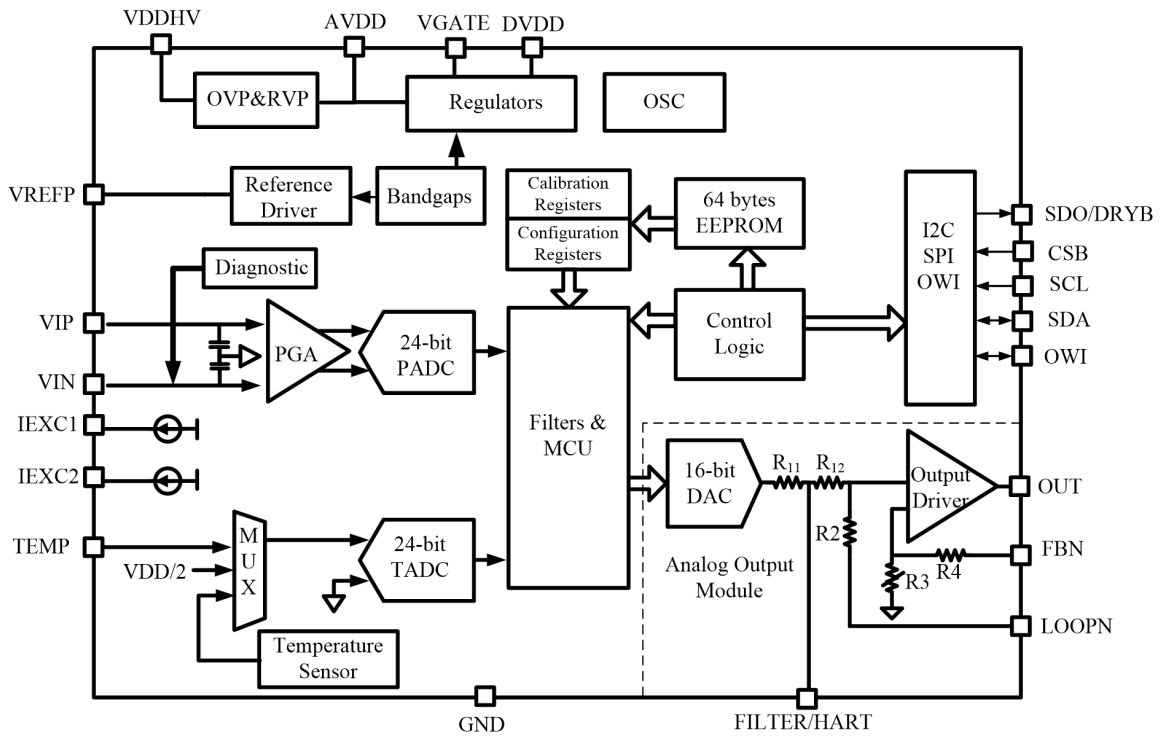 VDDHV
AVDD
VGATE
DVDD
OVP&RVP
Regulators
OSC
VREFP
Reference
Driver
Bandgaps
Calibration
Registers
Configuration
Registers
64 bytes
EEPROM
I2C
SPI
OWI
SDO/DRYB
CSB
SCL
SDA
OWI
Diagnostic
VIP
VIN
PGA
24-bit
PADC
Control
Logic
IEXC1
IEXC2
Filters &
MCU
16-bit
DAC
R11
R12
Output
Driver
OUT
R2
FBN
R3
R4
TEMP
VDD/2
M
U
X
24-bit
TADC
Analog Output
Module
LOOPN
Temperature
Sensor
GND
FILTER/HART